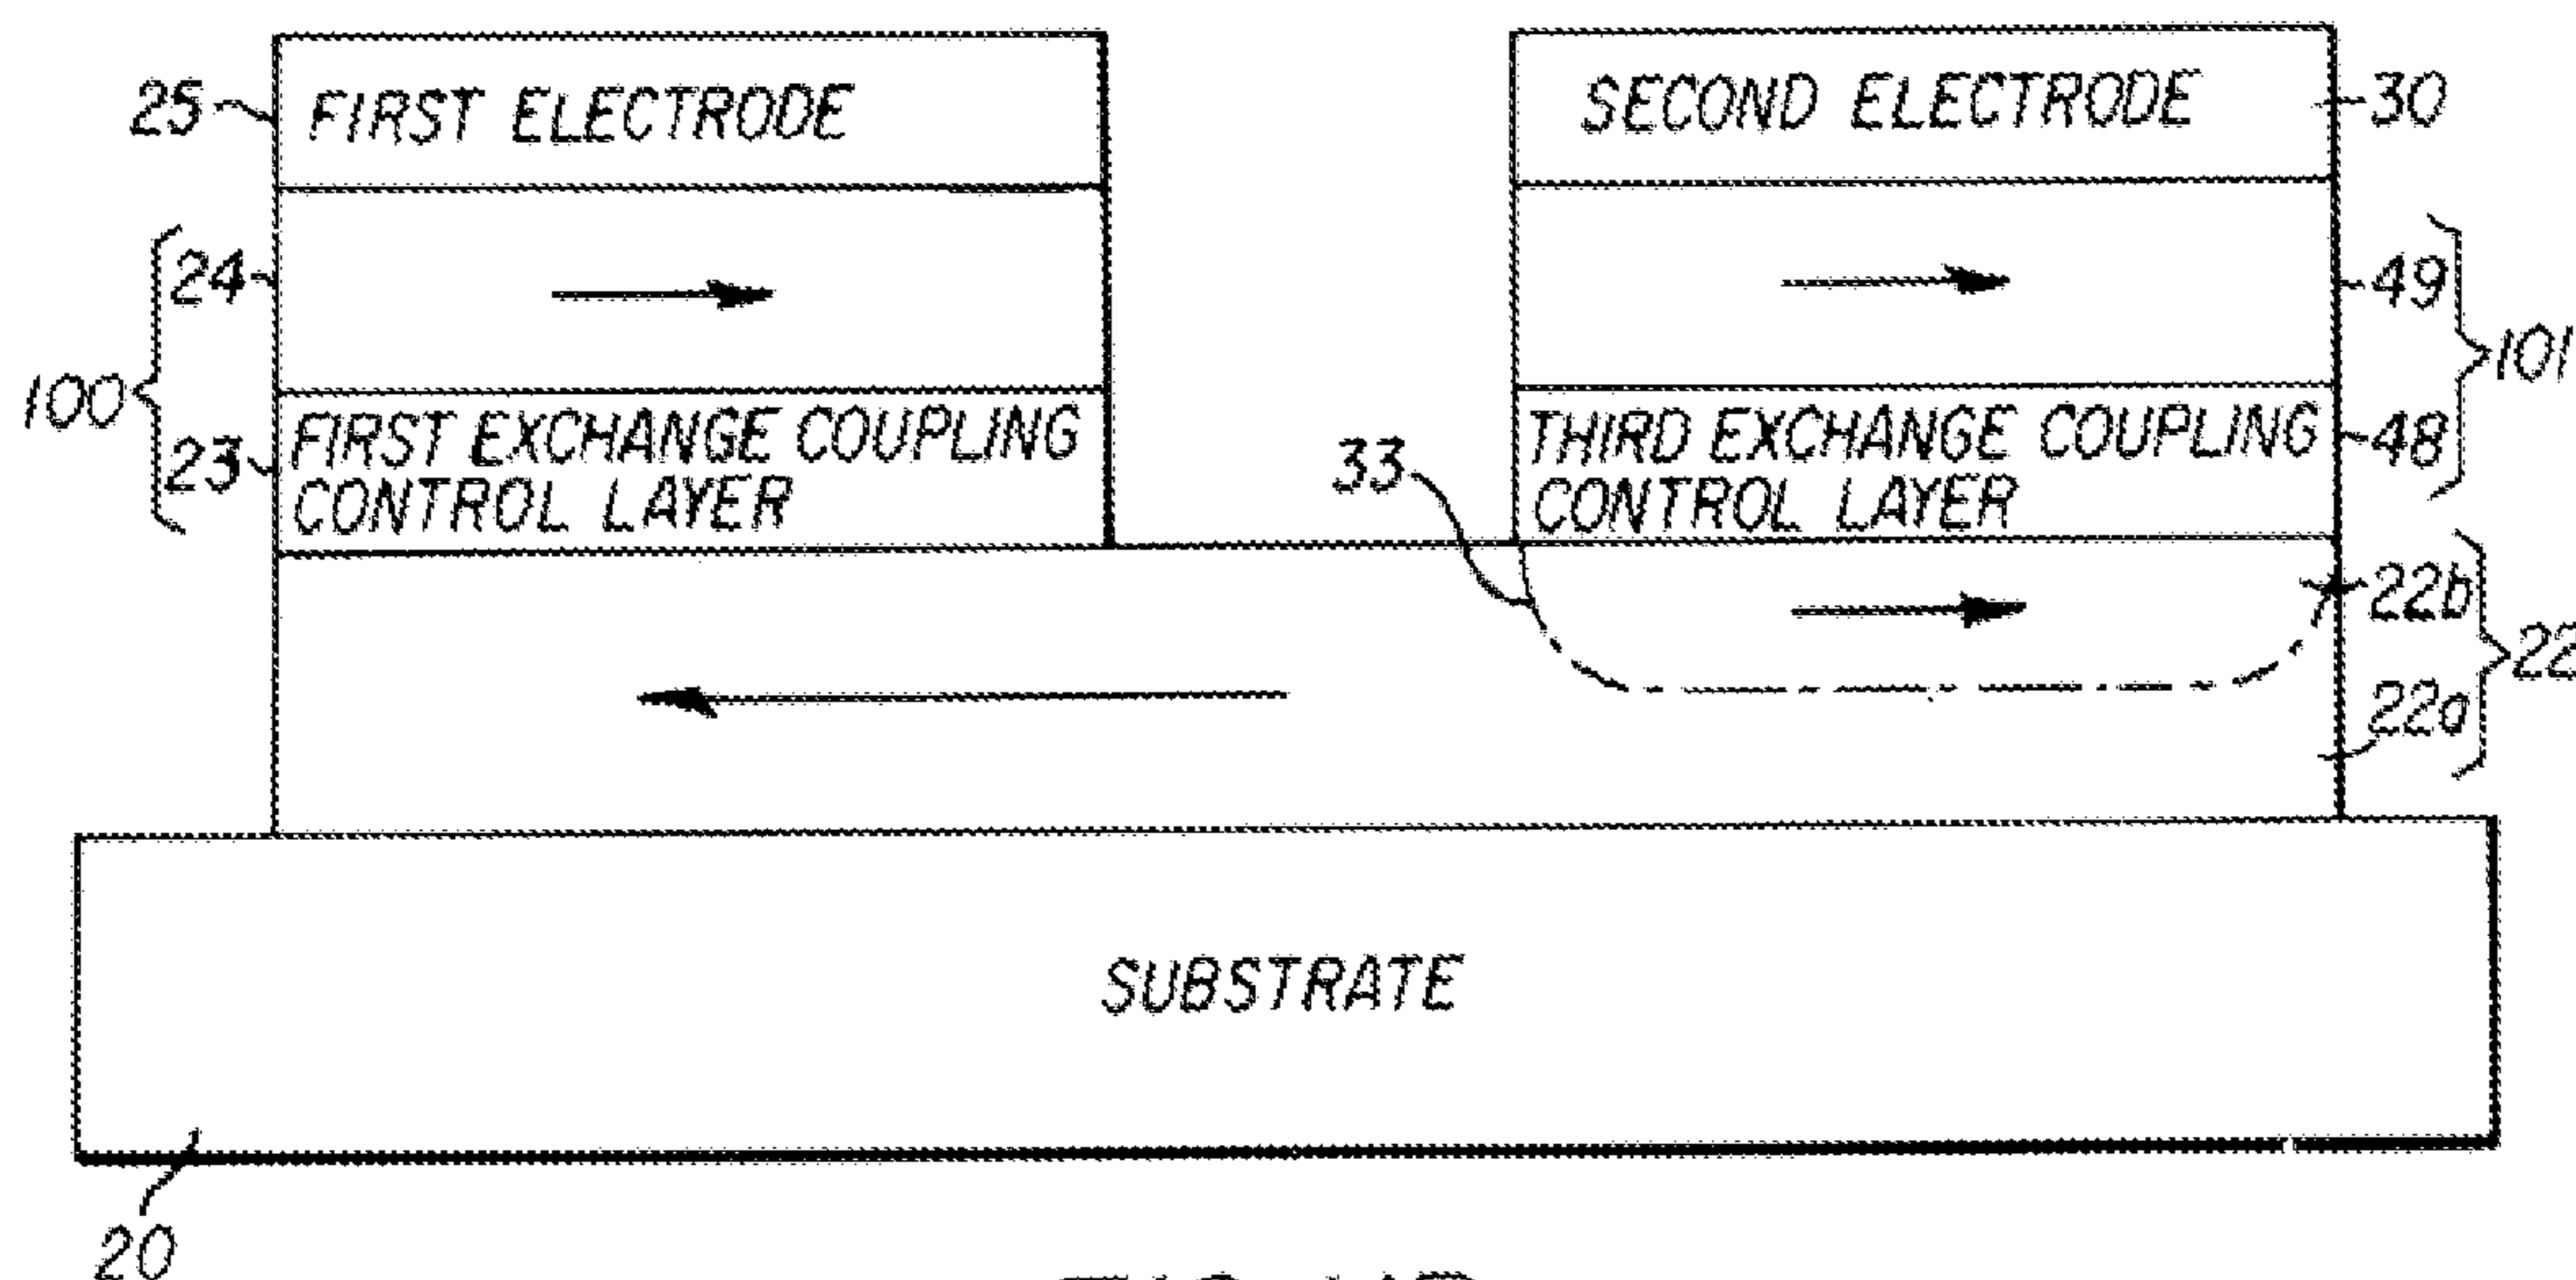 FIRST ELECTRODE
SECOND ELECTRODE
25
30
24
49
100
101
23
FIRST EXCHANGE COUPLING
CONTROL LAYER
THIRD EXCHANGE COUPLING
CONTROL LAYER
48
33
22b
22
22a
SUBSTRATE
20